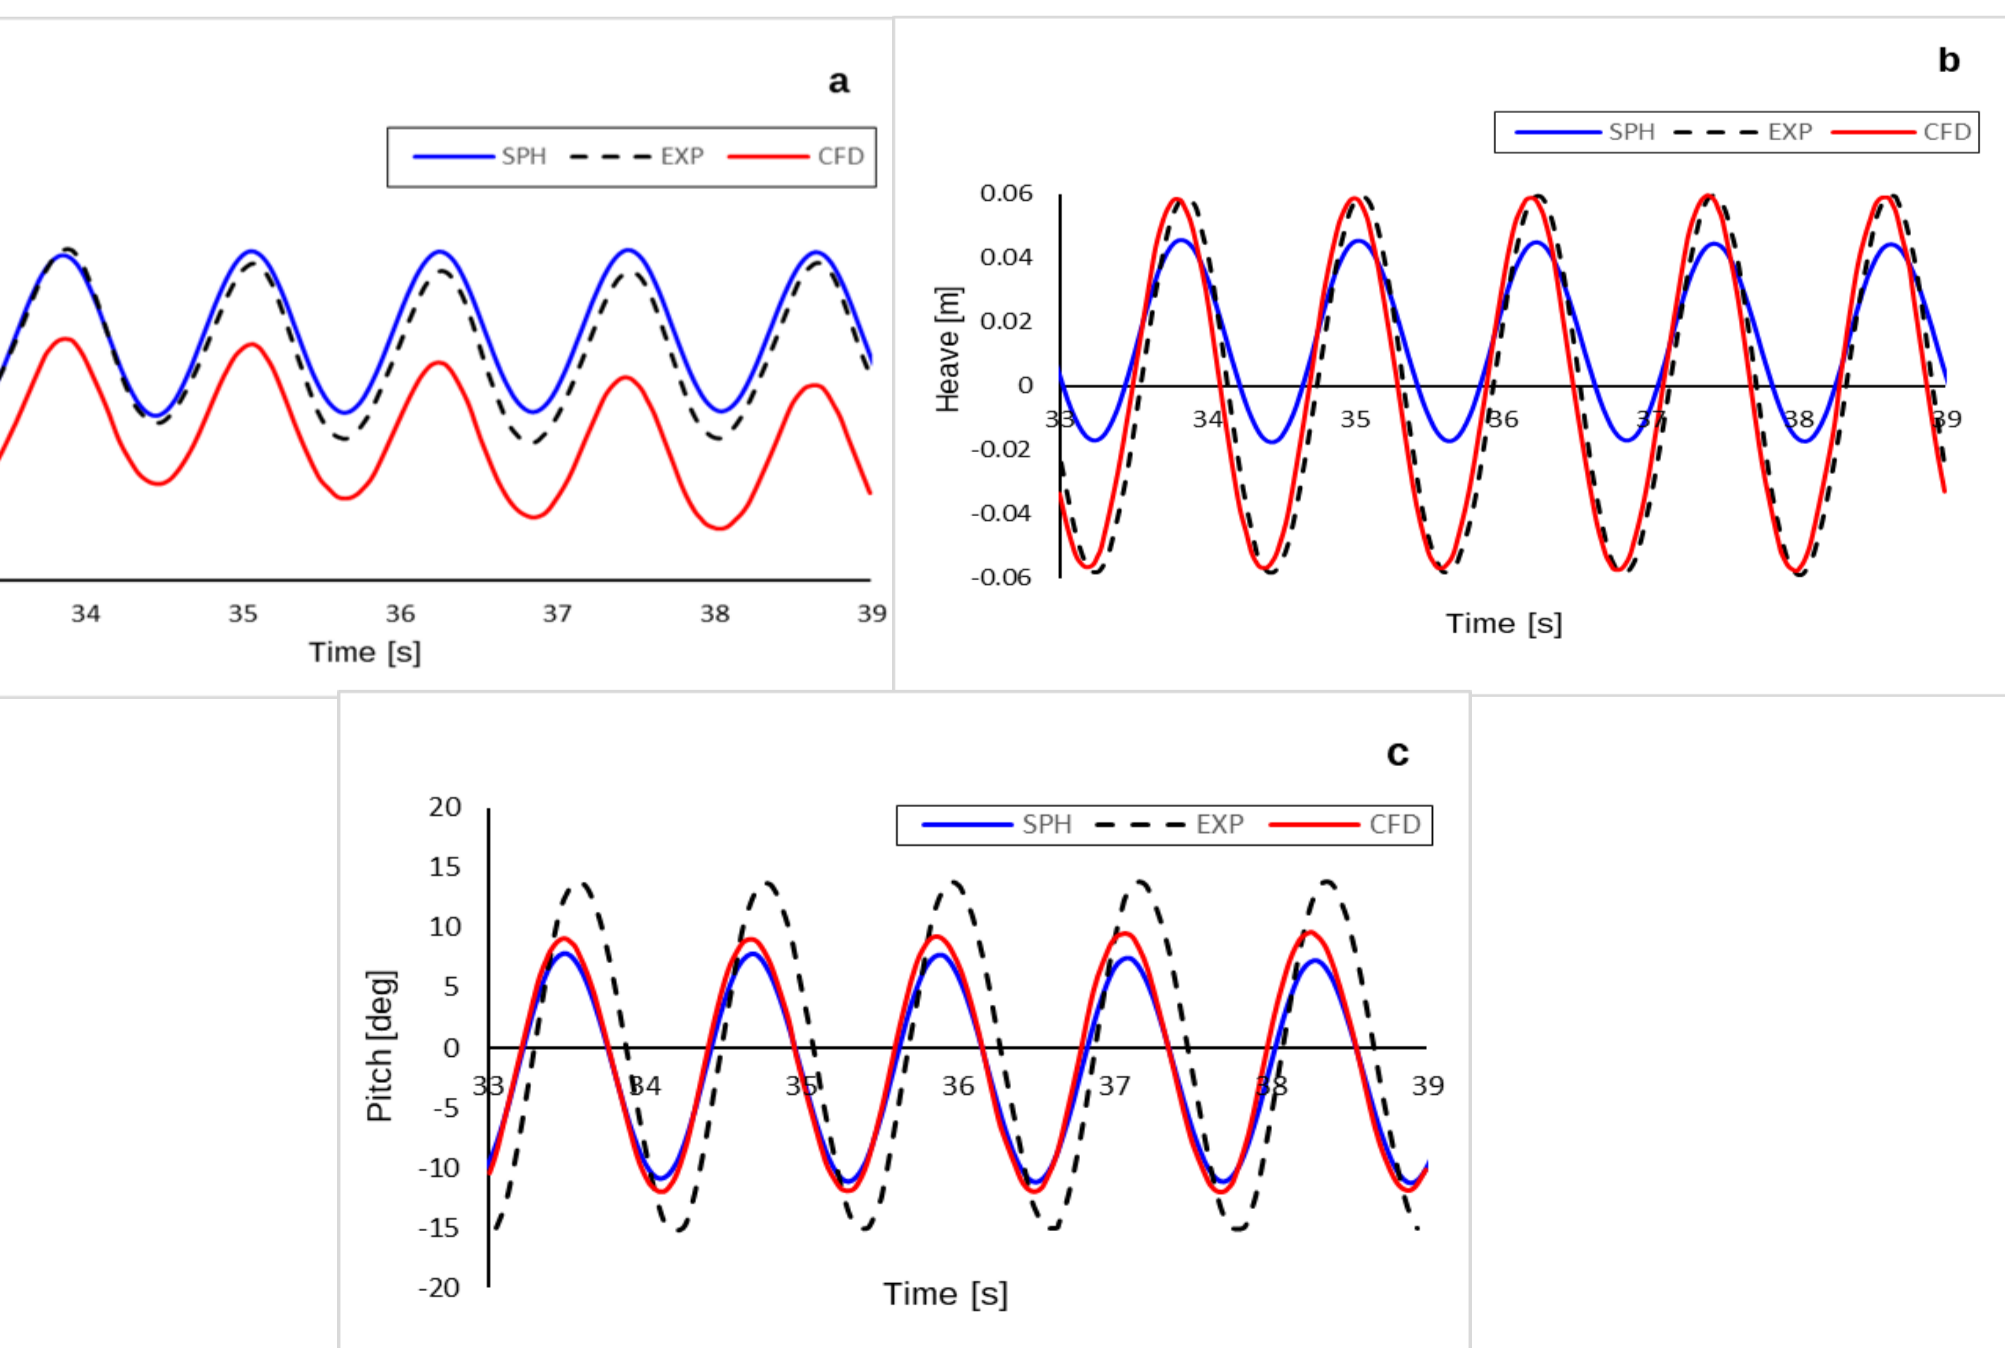 a
SPH EXP CFD
34 35 36 37 38 39
Time [s]
b
SPH EXP CFD
0.06
0.04
0.02
0
-0.02
-0.04
-0.06
Heave [m]
33 34 35 36 37 38 39
Time [s]
c
SPH EXP CFD
20
15
10
5
0
-5
-10
-15
-20
Pitch [deg]
33 34 35 36 37 38 39
Time [s]